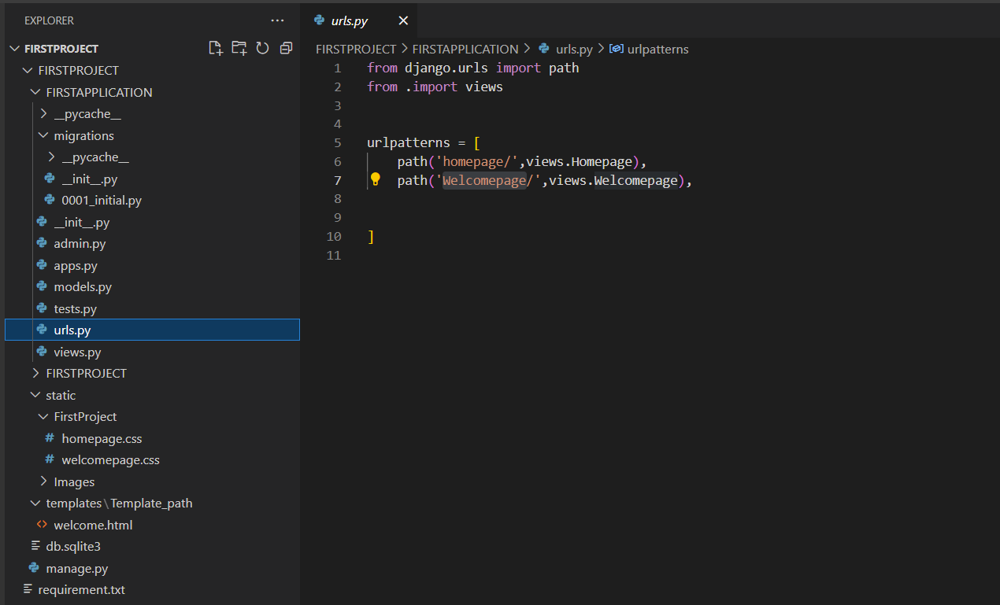 EXPLORER
FIRSTPROJECT
FIRSTPROJECT
FIRSTAPPLICATION
__pycache__
migrations
__pycache__
__init__.py
0001_initial.py
__init__.py
admin.py
apps.py
models.py
tests.py
urls.py
views.py
FIRSTPROJECT
static
FirstProject
# homepage.css
# welcomepage.css
Images
templates\Template_path
<> welcome.html
db.sqlite3
manage.py
requirement.txt
urls.py
FIRSTPROJECT > FIRSTAPPLICATION > urls.py > urlpatterns
1 from django.urls import path
2 from .import views
3
4
5 urlpatterns = [
6 path('homepage/',views.Homepage),
7 path('Welcomepage/',views.Welcomepage),
8
9
10 ]
11